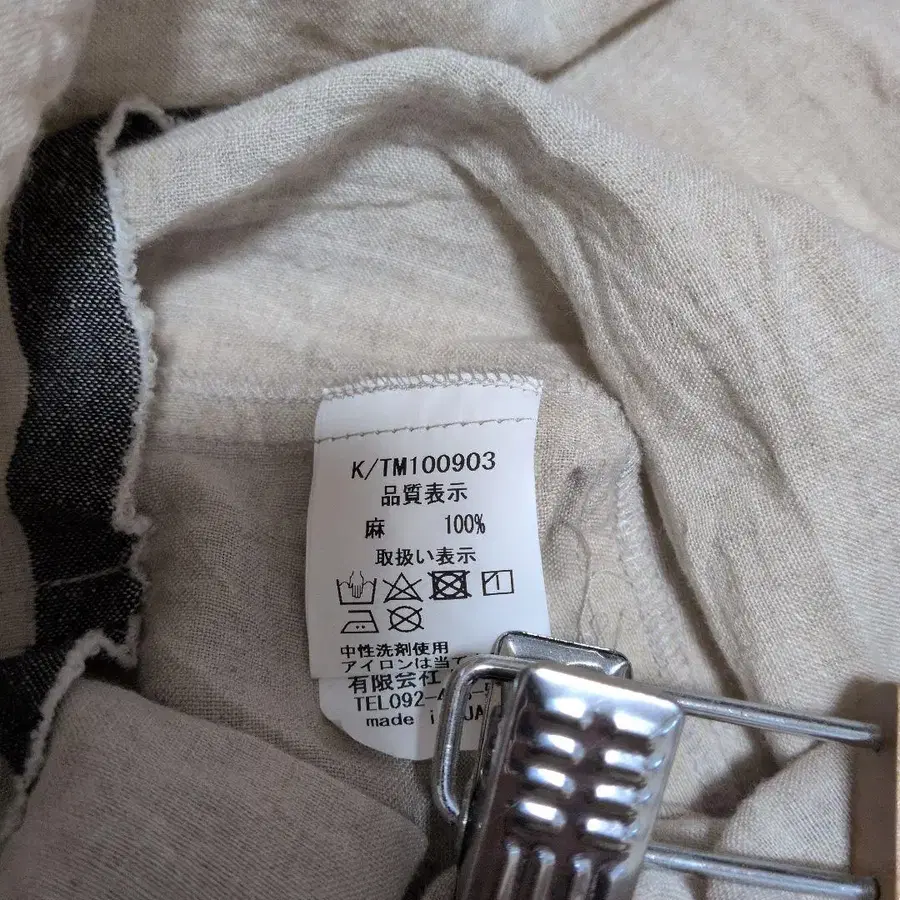 K/TM100903
品質表示
麻 100%
取扱い表示
中性洗剤使用
アイロンは当て
有限会社
TEL092-4
made i